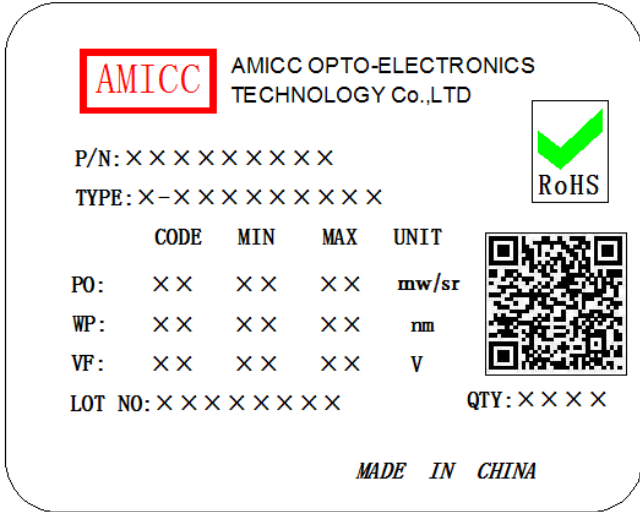 AMICC
AMICC OPTO-ELECTRONICS
TECHNOLOGY Co.,LTD
RoHS
P/N:×××××××××
TYPE:×-×××××××××
CODE MIN MAX UNIT
PO: ×× ×× ×× mw/sr
WP: ×× ×× ×× nm
VF: ×× ×× ×× V
LOT NO:×××××××× QTY:××××
MADE IN CHINA